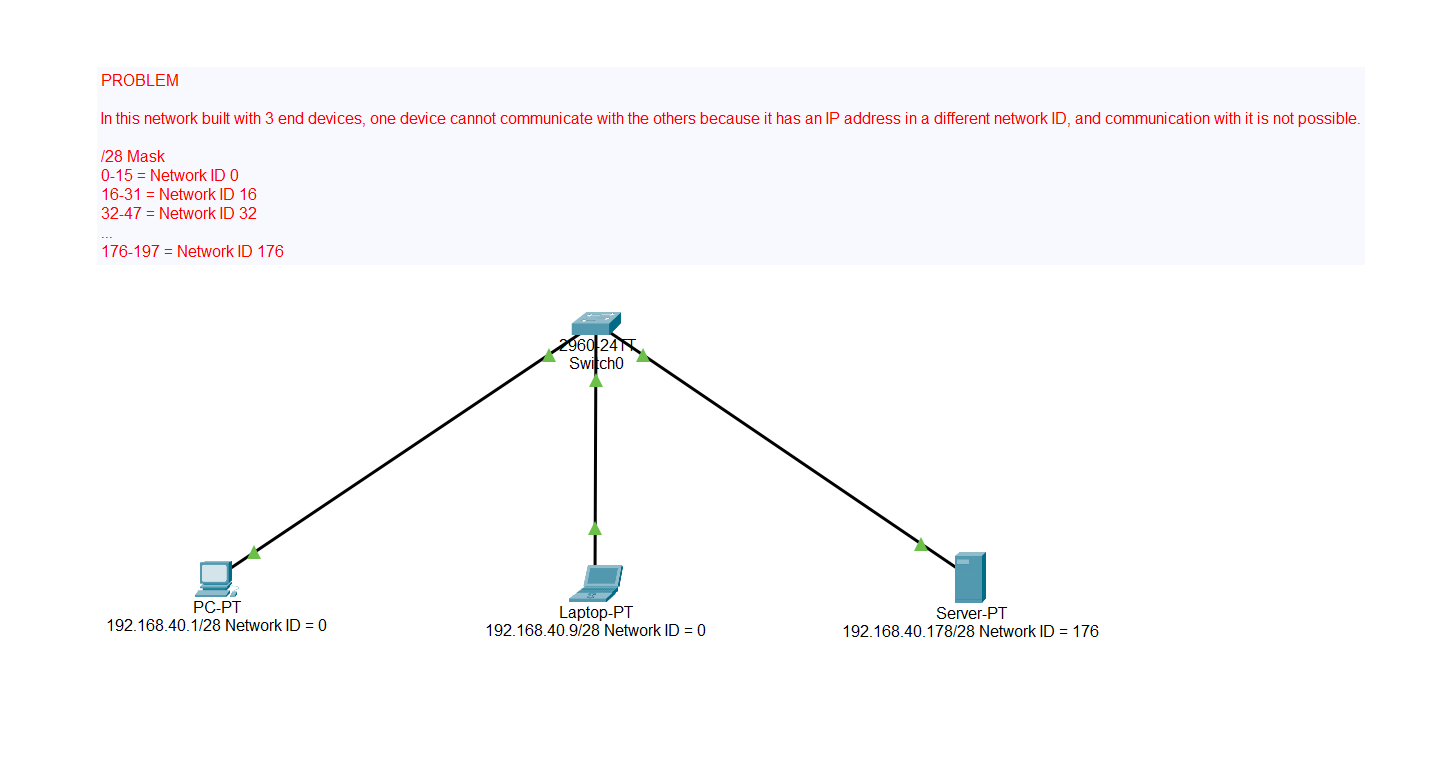 PROBLEM
In this network built with 3 end devices, one device cannot communicate with the others because it has an IP address in a different network ID, and communication with it is not possible.
/28 Mask
0-15 = Network ID 0
16-31 = Network ID 16
32-47 = Network ID 32
...
176-197 = Network ID 176
2960-24TT
Switch0
PC-PT
192.168.40.1/28 Network ID = 0
Laptop-PT
192.168.40.9/28 Network ID = 0
Server-PT
192.168.40.178/28 Network ID = 176